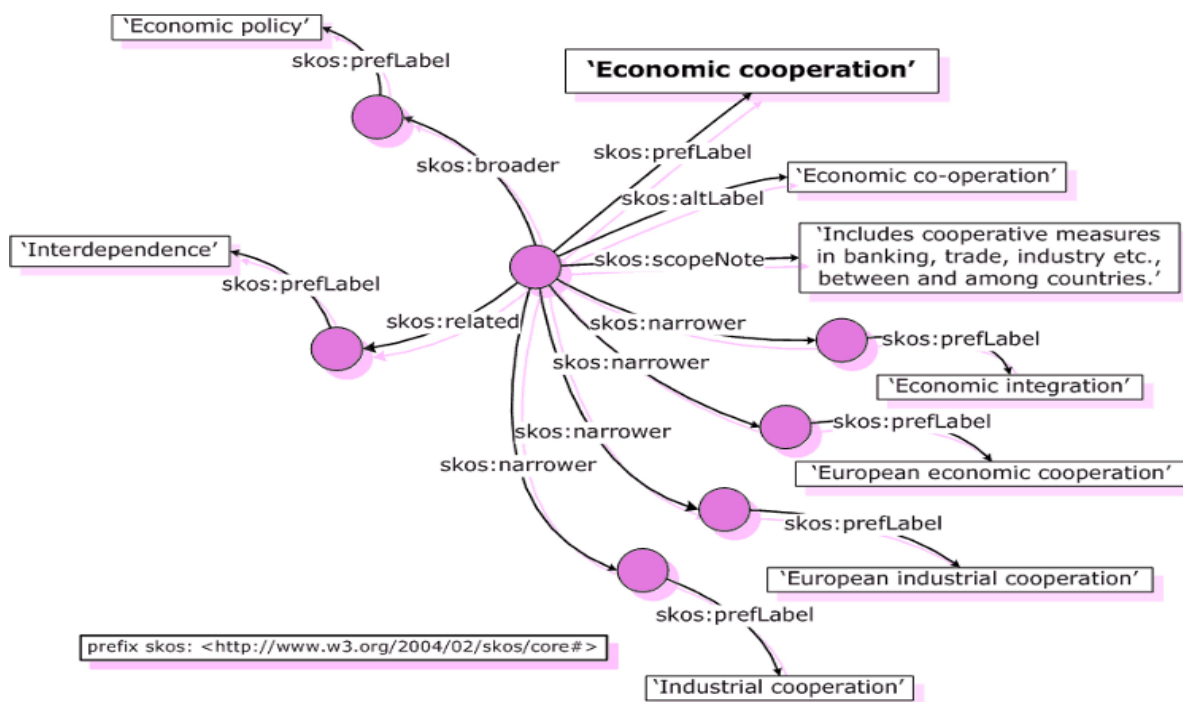 ‘Economic policy’
skos:prefLabel
‘Economic cooperation’
skos:broader
skos:prefLabel
‘Economic co-operation’
skos:altLabel
‘Interdependence’
skos:prefLabel
skos:scopeNote
‘Includes cooperative measures
in banking, trade, industry etc.,
between and among countries.’
skos:related
skos:narrower
skos:prefLabel
‘Economic integration’
skos:narrower
skos:prefLabel
‘European economic cooperation’
skos:narrower
skos:prefLabel
‘European industrial cooperation’
skos:narrower
skos:prefLabel
‘Industrial cooperation’
prefix skos: <http://www.w3.org/2004/02/skos/core#>